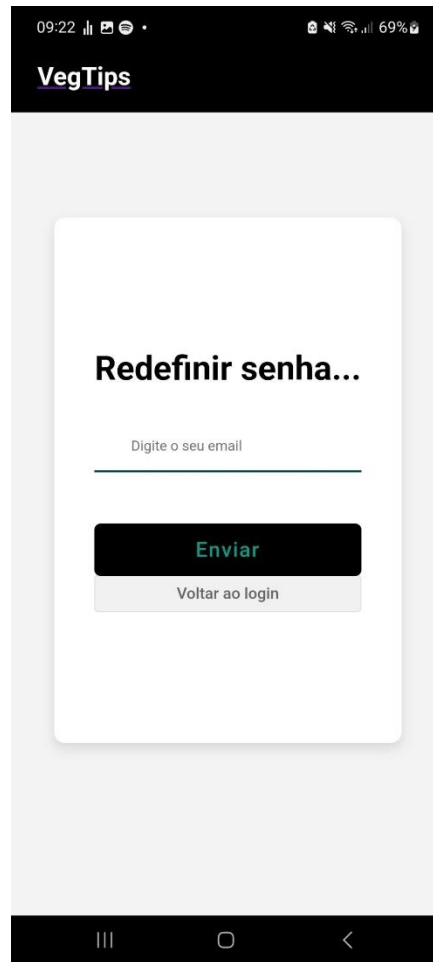 09:22
69%
VegTips
Redefinir senha...
Digite o seu email
Enviar
Voltar ao login